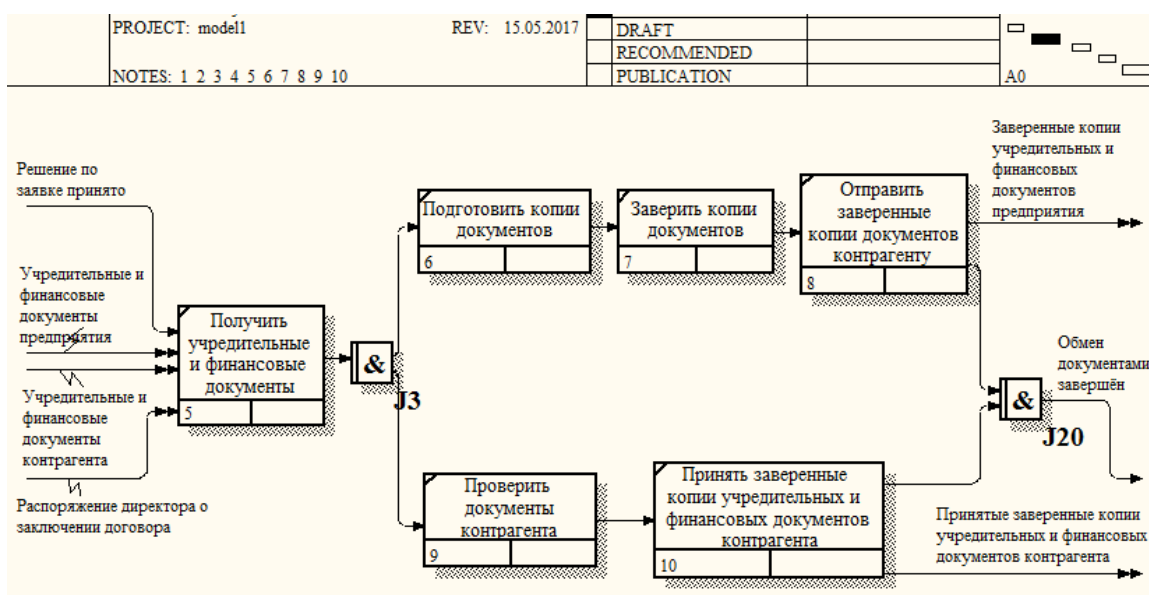 PROJECT: model1
REV: 15.05.2017
DRAFT
RECOMMENDED
NOTES: 1 2 3 4 5 6 7 8 9 10
PUBLICATION
A0
Решение по
заявке принято
Учредительные и
финансовые
документы
предприятия
Учредительные и
финансовые
документы
контрагента
Распоряжение директора о
заключении договора
Получить
учредительные
и финансовые
документы
5
&
J3
Подготовить копии
документов
6
Заверить копии
документов
7
Отправить
заверенные
копии документов
контрагенту
8
Заверенные копии
учредительных и
финансовых
документов
предприятия
Проверить
документы
контрагента
9
Принять заверенные
копии учредительных и
финансовых документов
контрагента
10
&
J20
Обмен
документами
завершён
Принятые заверенные копии
учредительных и финансовых
документов контрагента